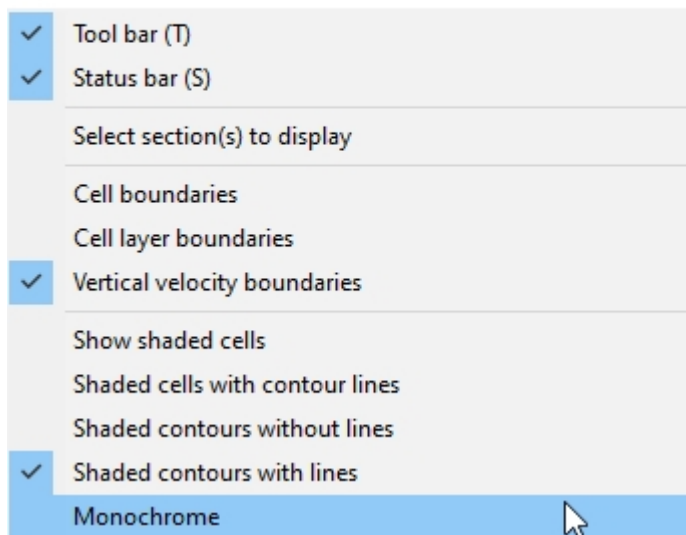 Tool bar (T)
Status bar (S)
Select section(s) to display
Cell boundaries
Cell layer boundaries
Vertical velocity boundaries
Show shaded cells
Shaded cells with contour lines
Shaded contours without lines
Shaded contours with lines
Monochrome